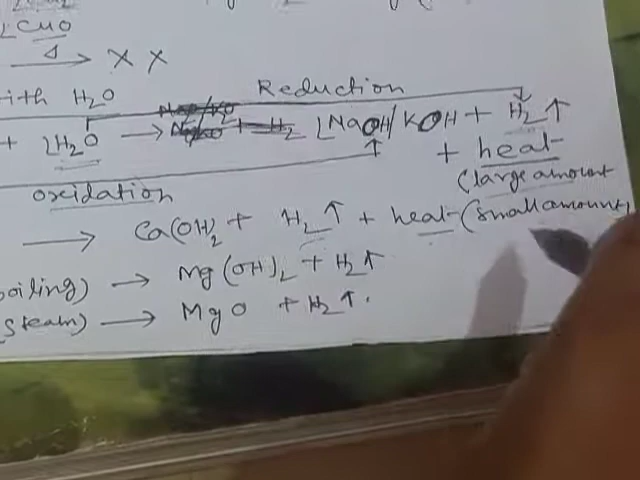 2CuO
Δ
⟶ X X
with H₂O
Reduction
+ 2H₂O ⟶ 2NaOH/KOH + H₂↑
+ heat
(large amount
oxidation
⟶ Ca(OH)₂ + H₂↑ + heat (small amount)
boiling) ⟶ Mg(OH)₂ + H₂↑
(steam) ⟶ MgO + H₂↑.